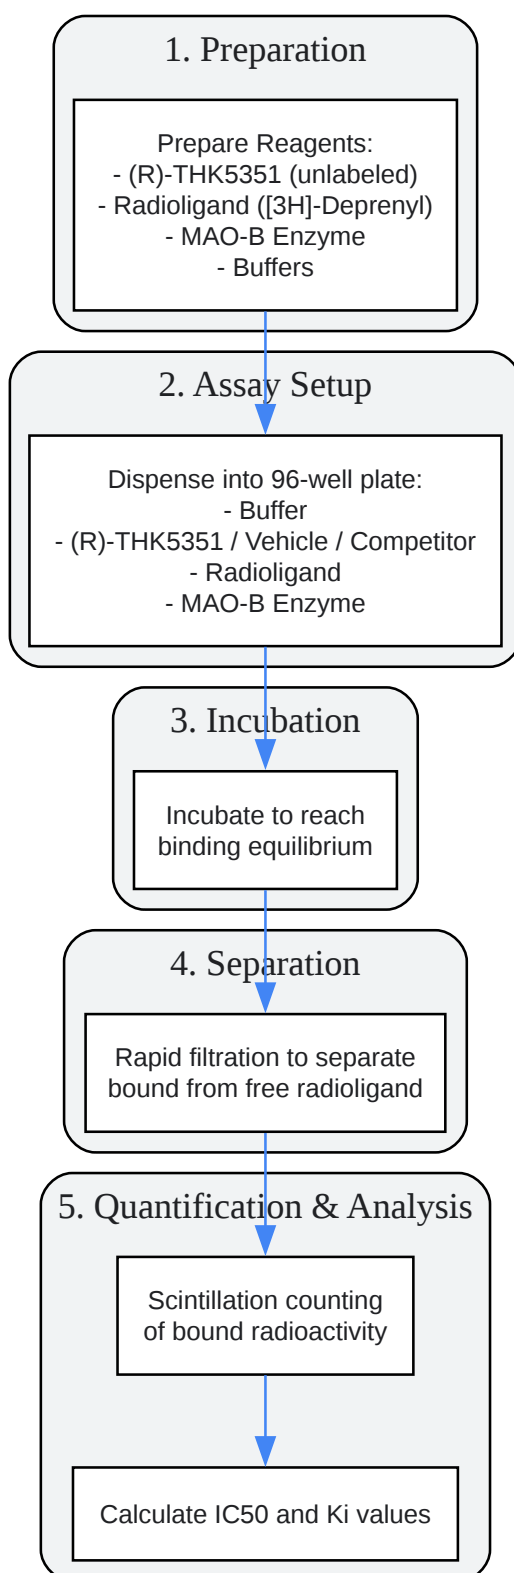 1. Preparation
Prepare Reagents:
- (R)-THK5351 (unlabeled)
- Radioligand ([3H]-Deprenyl)
- MAO-B Enzyme
- Buffers
2. Assay Setup
Dispense into 96-well plate:
- Buffer
- (R)-THK5351 / Vehicle / Competitor
- Radioligand
- MAO-B Enzyme
3. Incubation
Incubate to reach
binding equilibrium
4. Separation
Rapid filtration to separate
bound from free radioligand
5. Quantification & Analysis
Scintillation counting
of bound radioactivity
Calculate IC50 and Ki values